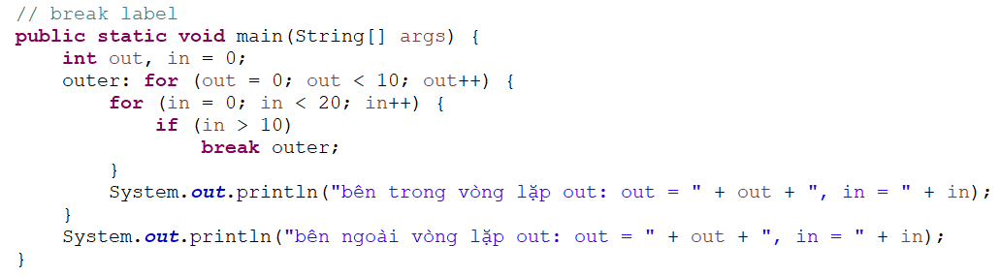 // break label
public static void main(String[] args) {
    int out, in = 0;
    outer: for (out = 0; out < 10; out++) {
        for (in = 0; in < 20; in++) {
            if (in > 10)
                break outer;
        }
        System.out.println("bên trong vòng lặp out: out = " + out + ", in = " + in);
    }
    System.out.println("bên ngoài vòng lặp out: out = " + out + ", in = " + in);
}